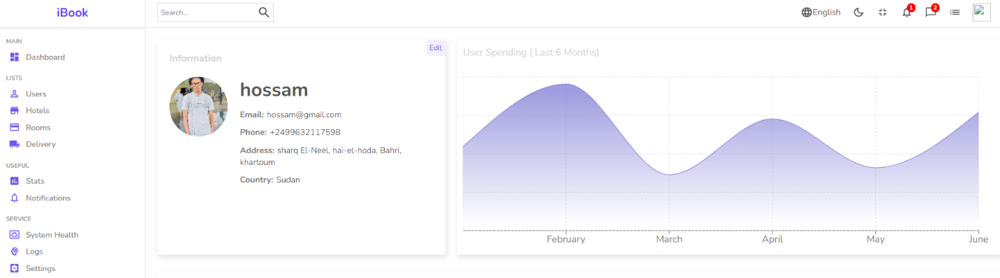 iBook
Search...
English
1
2
MAIN
Dashboard
LISTS
Users
Hotels
Rooms
Delivery
USEFUL
Stats
Notifications
SERVICE
System Health
Logs
Settings
Edit
Information
hossam
Email: hossam@gmail.com
Phone: +2499632117598
Address: sharq El-Neel, hai-el-hoda, Bahri,
khartoum
Country: Sudan
User Spending ( Last 6 Months)
February March April May June